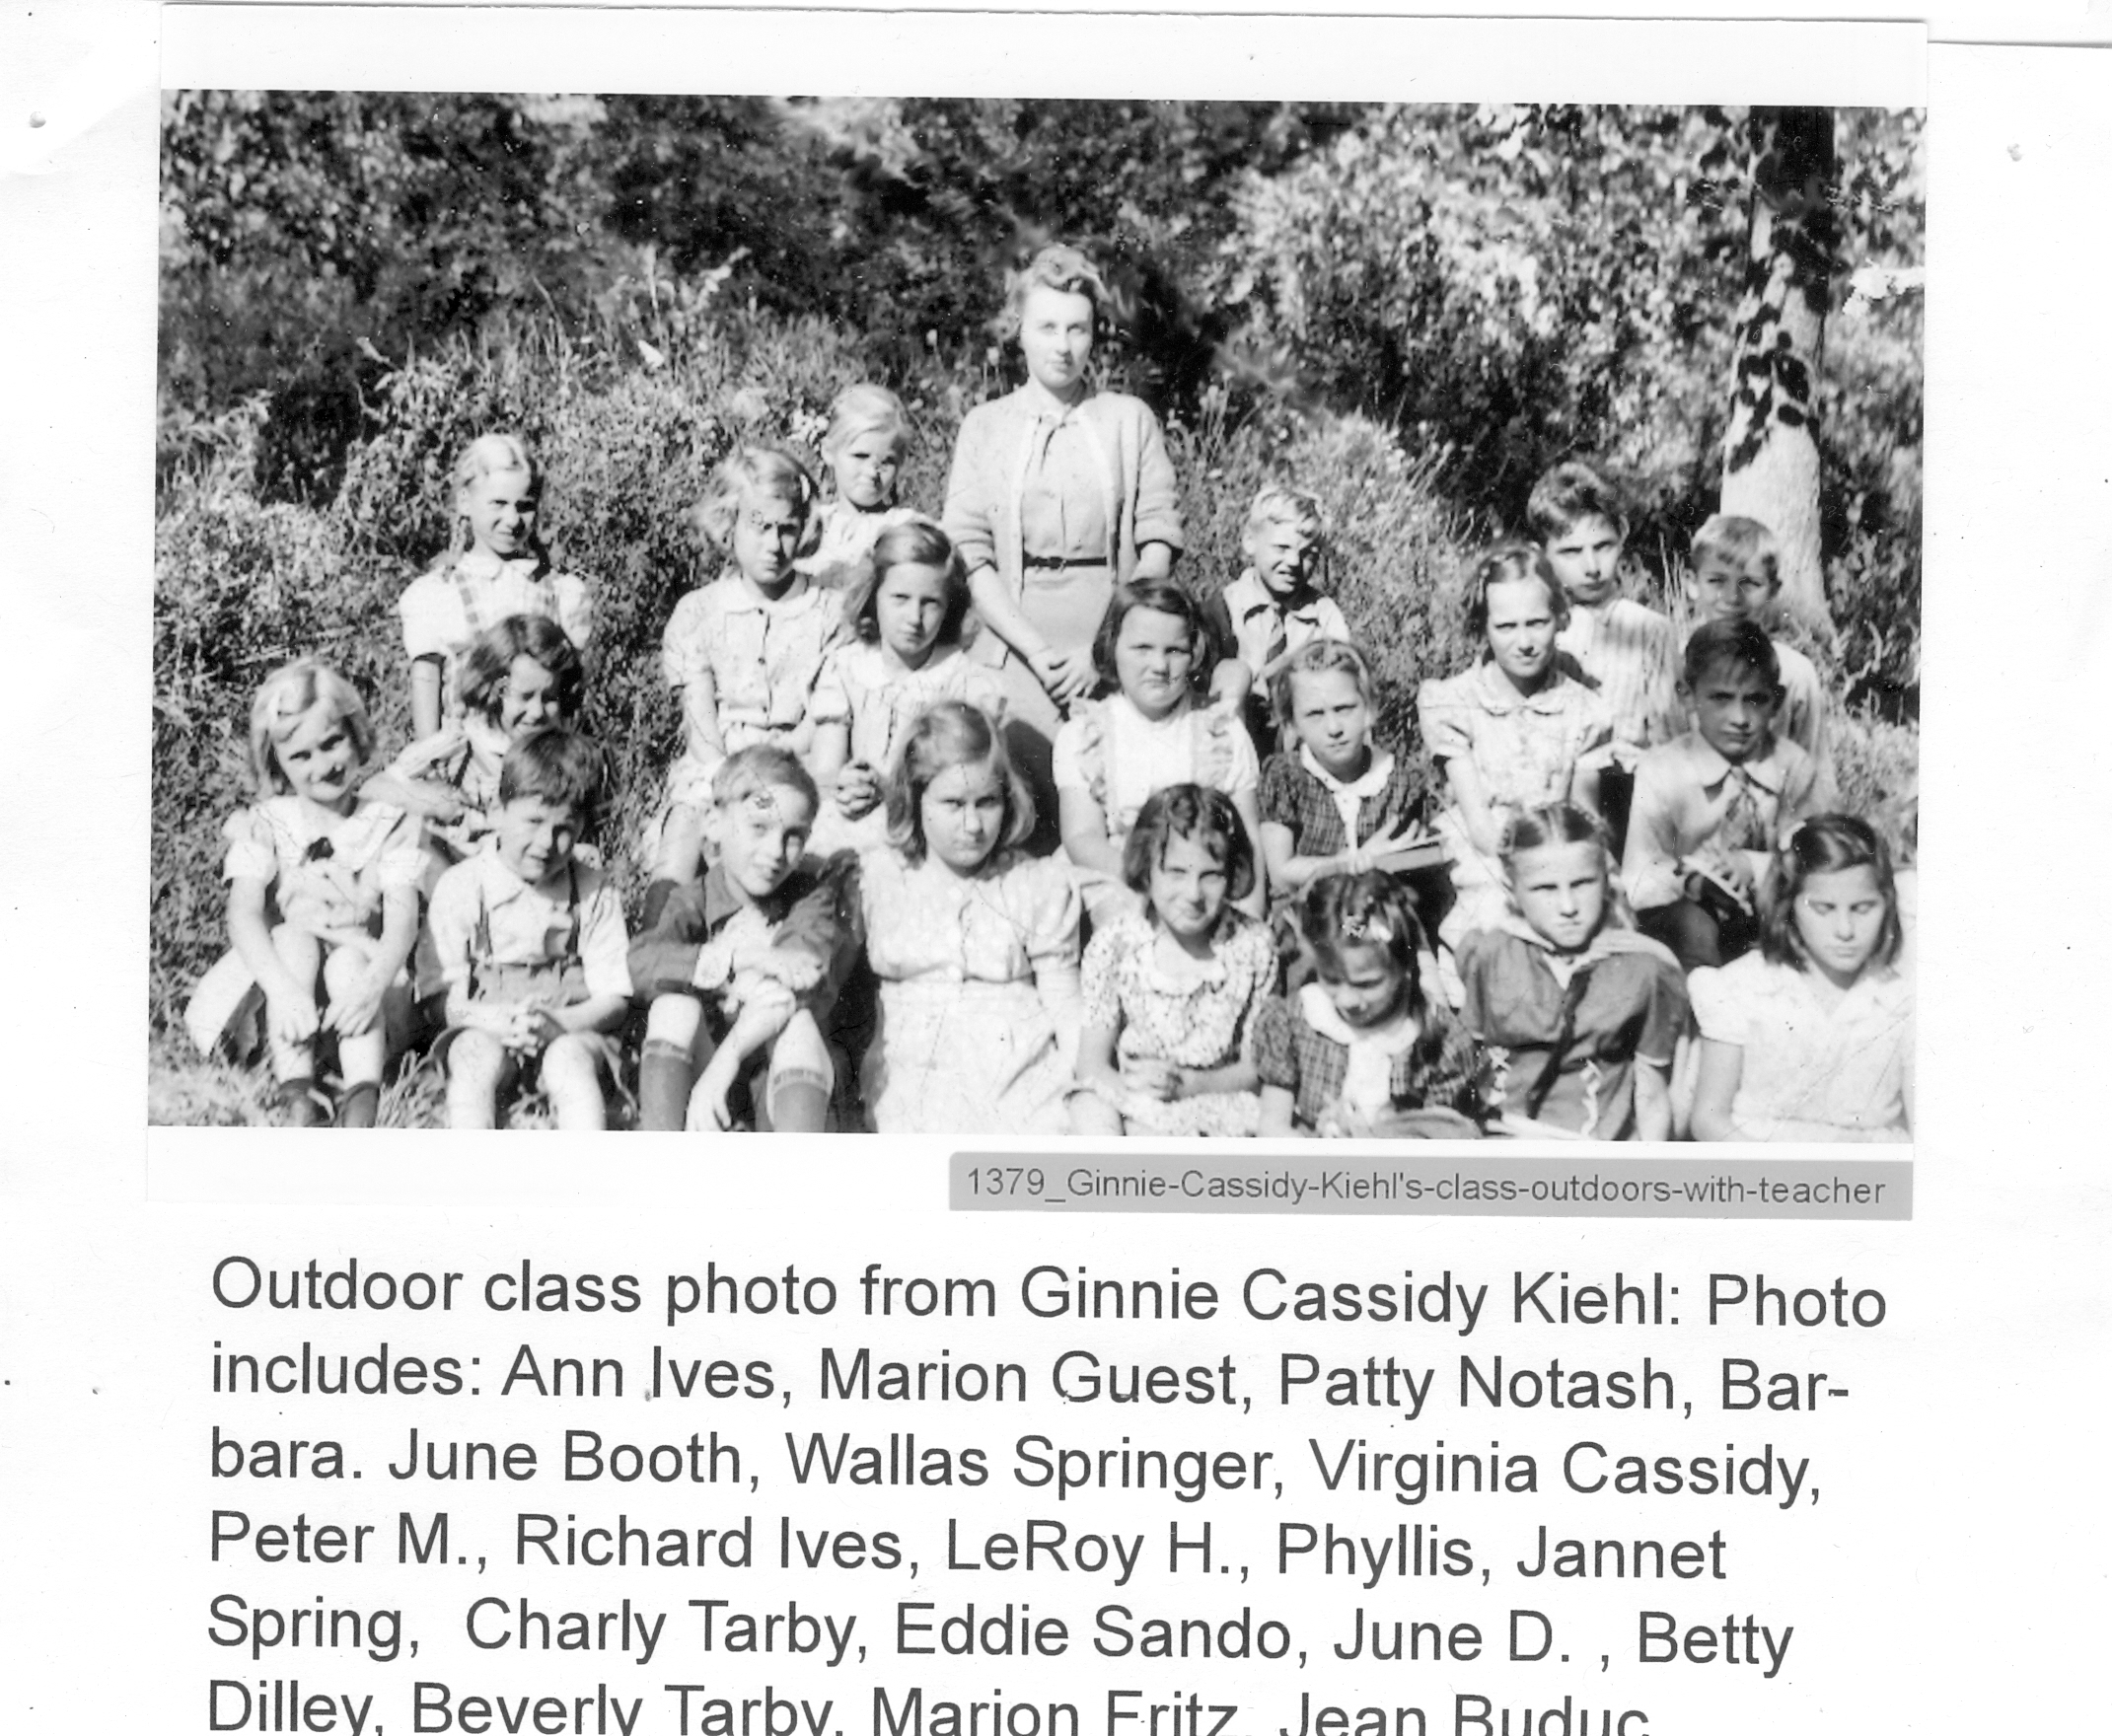 1379_Ginnie-Cassidy-Kiehl's-class-outdoors-with-teacher
Outdoor class photo from Ginnie Cassidy Kiehl: Photo
includes: Ann Ives, Marion Guest, Patty Notash, Bar-
bara. June Booth, Wallas Springer, Virginia Cassidy,
Peter M., Richard Ives, LeRoy H., Phyllis, Jannet
Spring, Charly Tarby, Eddie Sando, June D. , Betty
Dilley, Beverly Tarby, Marion Fritz, Jean Buduc